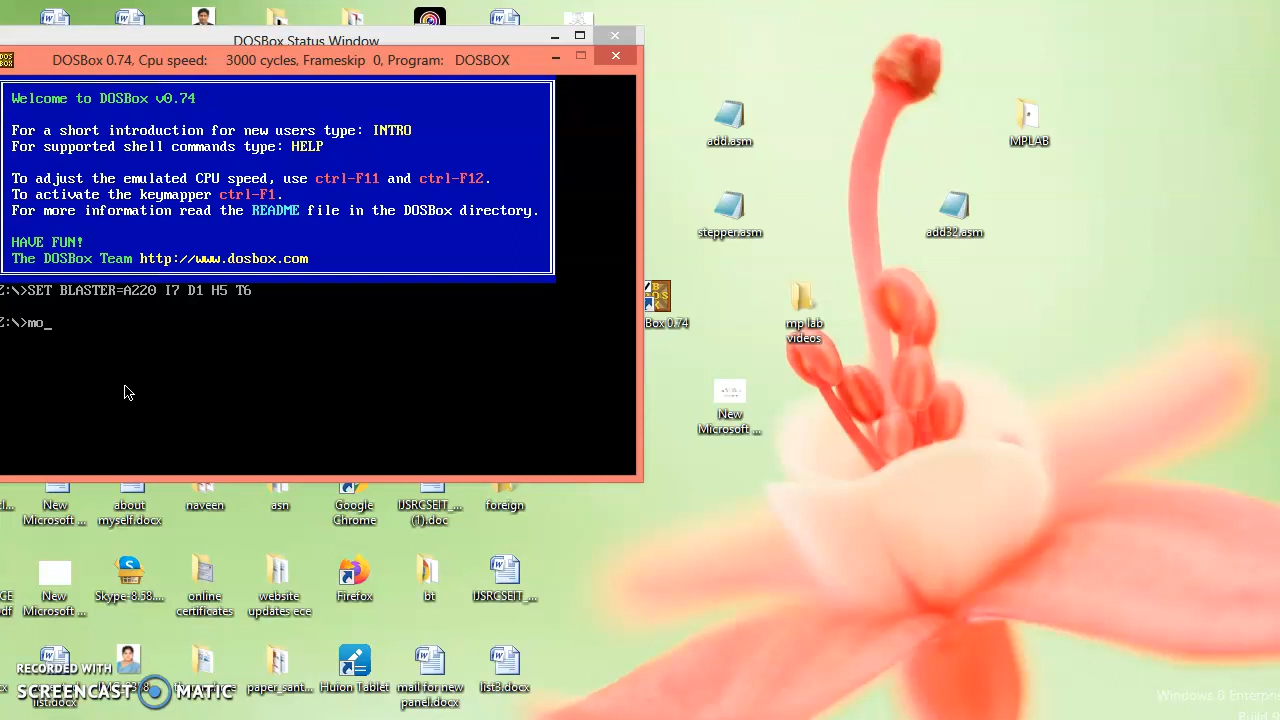 DOSBox Status Window
DOSBox 0.74, Cpu speed: 3000 cycles, Frameskip 0, Program: DOSBOX
Welcome to DOSBox v0.74
For a short introduction for new users type: INTRO
For supported shell commands type: HELP
To adjust the emulated CPU speed, use ctrl-F11 and ctrl-F12.
To activate the keymapper ctrl-F1.
For more information read the README file in the DOSBox directory.
HAVE FUN!
The DOSBox Team http://www.dosbox.com
Z:\>SET BLASTER=A220 I7 D1 H5 T6
Z:\>mo_
add.asm
MPLAB
stepper.asm
add32.asm
Box 0.74
mp lab
videos
New
Microsoft ...
New
Microsoft ...
about
myself.docx
naveen
asn
Google
Chrome
IJSRCSEIT_...
(1).doc
foreign
New
Microsoft ...
Skype-8.58....
online
certificates
website
updates ece
Firefox
bt
IJSRCSEIT_...
paper_sant...
Huion Tablet
mail for new
panel.docx
list3.docx
RECORDED WITH
SCREENCAST MATIC